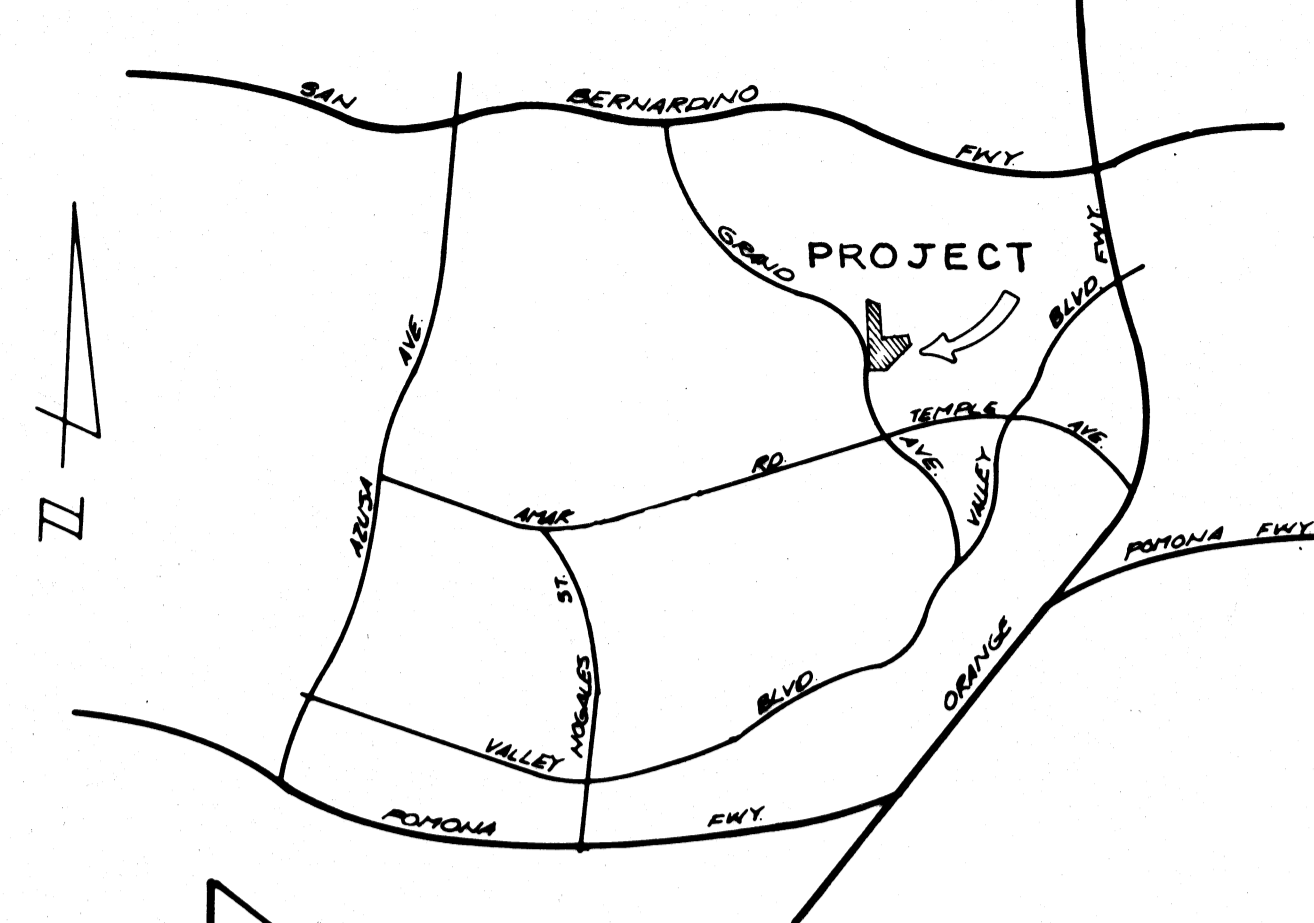 SAN BERNARDINO FWY.
GRAND AVE.
PROJECT
FWY.
BLVD.
AVE.
TEMPLE AVE.
RD.
VALLEY
AZUSA
AMAR
POMONA FWY.
ST.
N
ORANGE
NOGALES
BLVD.
VALLEY
POMONA FWY.